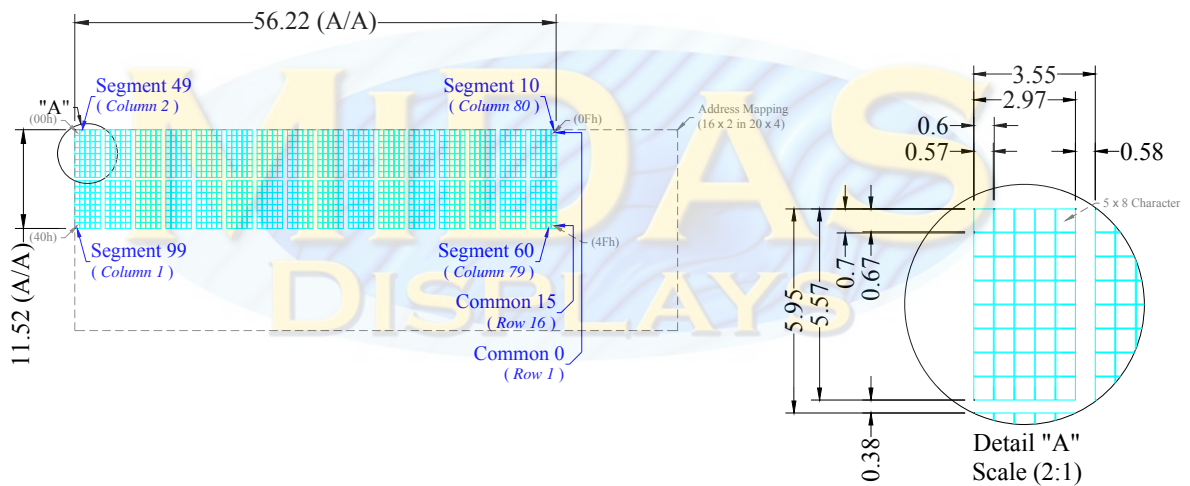 56.22 (A/A)
Segment 49
( Column 2 )
"A"
(00h)
Segment 10
( Column 80 )
(0Fh)
Address Mapping
(16 x 2 in 20 x 4)
11.52 (A/A)
(40h)
Segment 99
( Column 1 )
Segment 60
( Column 79 )
(4Fh)
Common 15
( Row 16 )
Common 0
( Row 1 )
MIDAS
DISPLAYS
3.55
2.97
0.6
0.57
0.58
5 x 8 Character
5.95
5.57
0.7
0.67
0.38
Detail "A"
Scale (2:1)